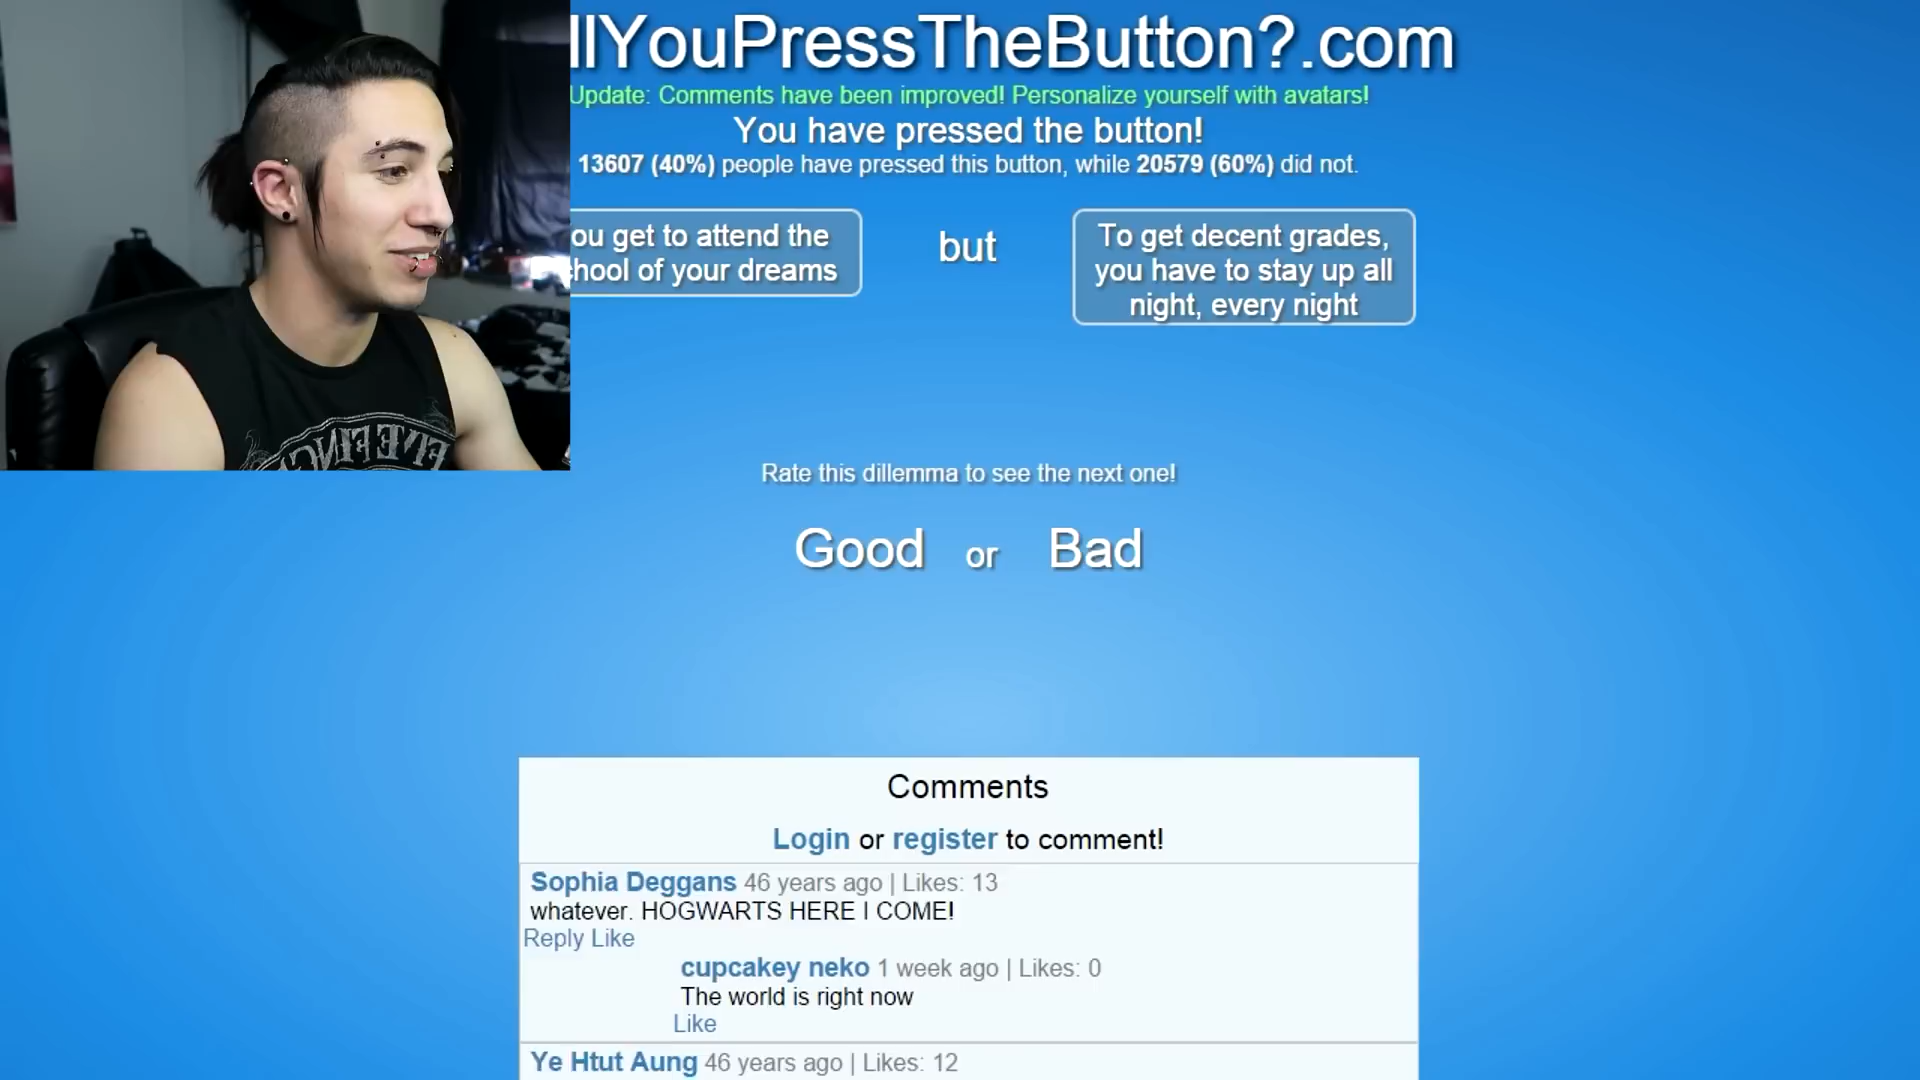 llYouPressTheButton?.com
Update: Comments have been improved! Personalize yourself with avatars!
You have pressed the button!
13607 (40%) people have pressed this button, while 20579 (60%) did not.
ou get to attend the
hool of your dreams
but
To get decent grades,
you have to stay up all
night, every night
Rate this dillemma to see the next one!
Good or Bad
Comments
Login or register to comment!
Sophia Deggans 46 years ago | Likes: 13
whatever. HOGWARTS HERE I COME!
Reply Like
cupcakey neko 1 week ago | Likes: 0
The world is right now
Like
Ye Htut Aung 46 years ago | Likes: 12